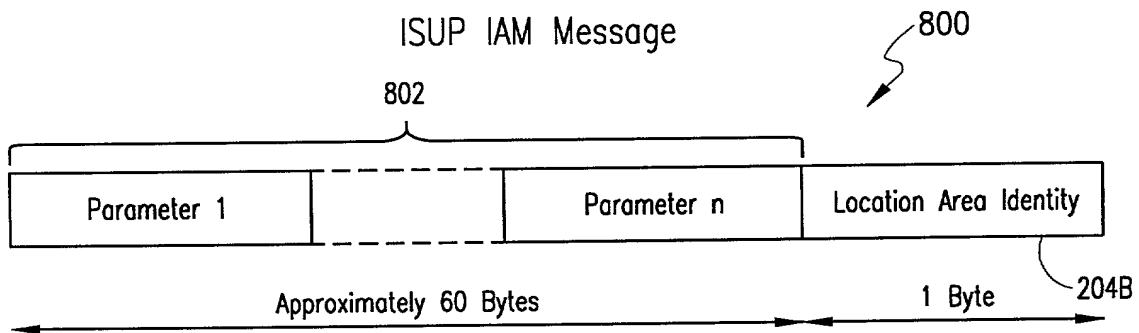 ISUP IAM Message
800
802
Parameter 1
Parameter n
Location Area Identity
204B
Approximately 60 Bytes
1 Byte